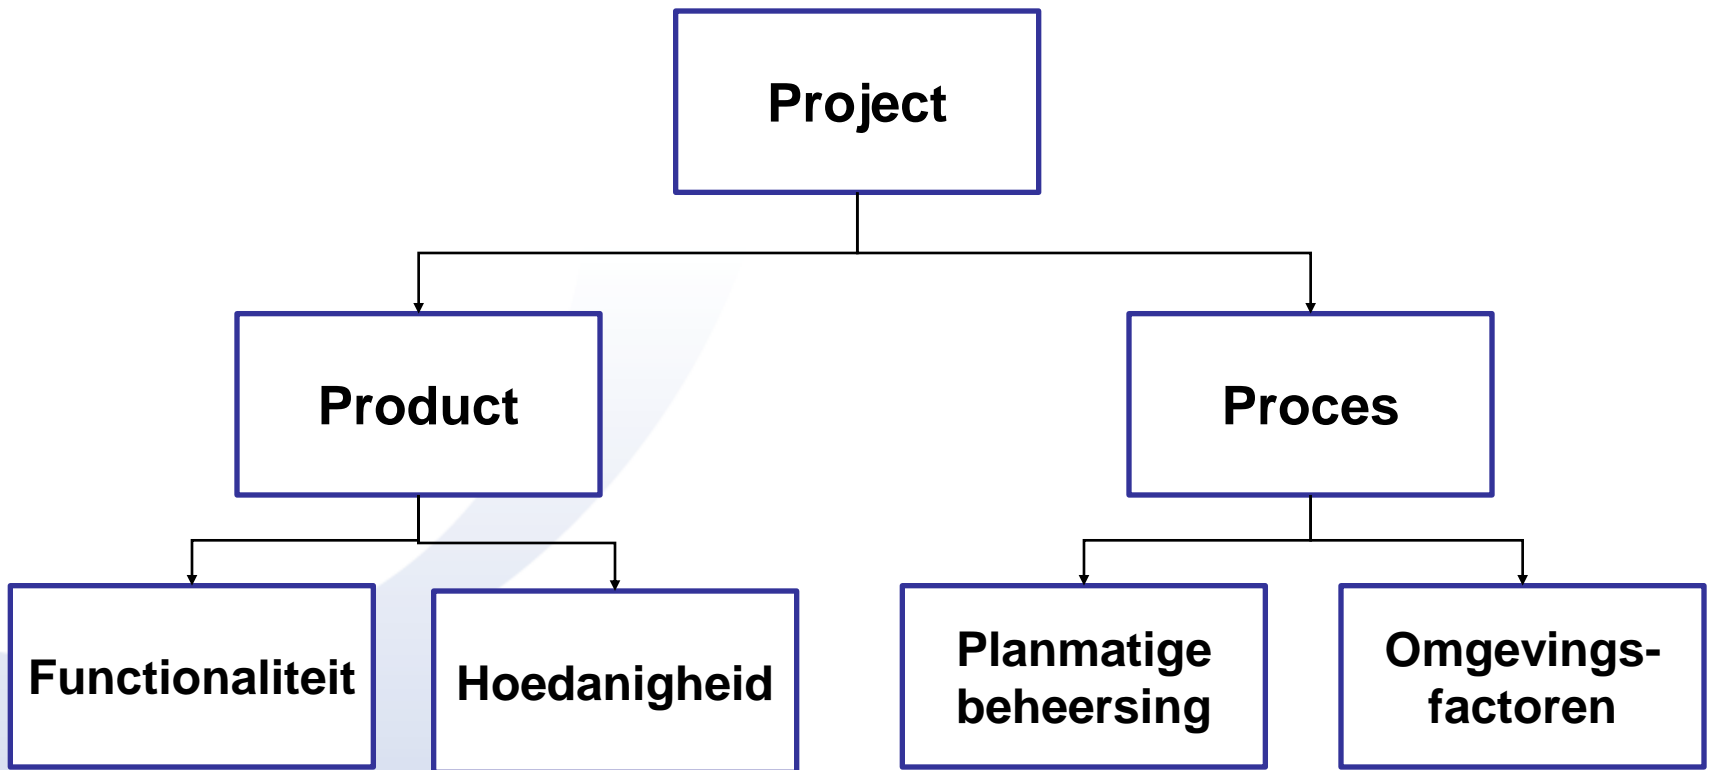 Project
Product
Proces
Functionaliteit
Hoedanigheid
Planmatige
beheersing
Omgevings-
factoren